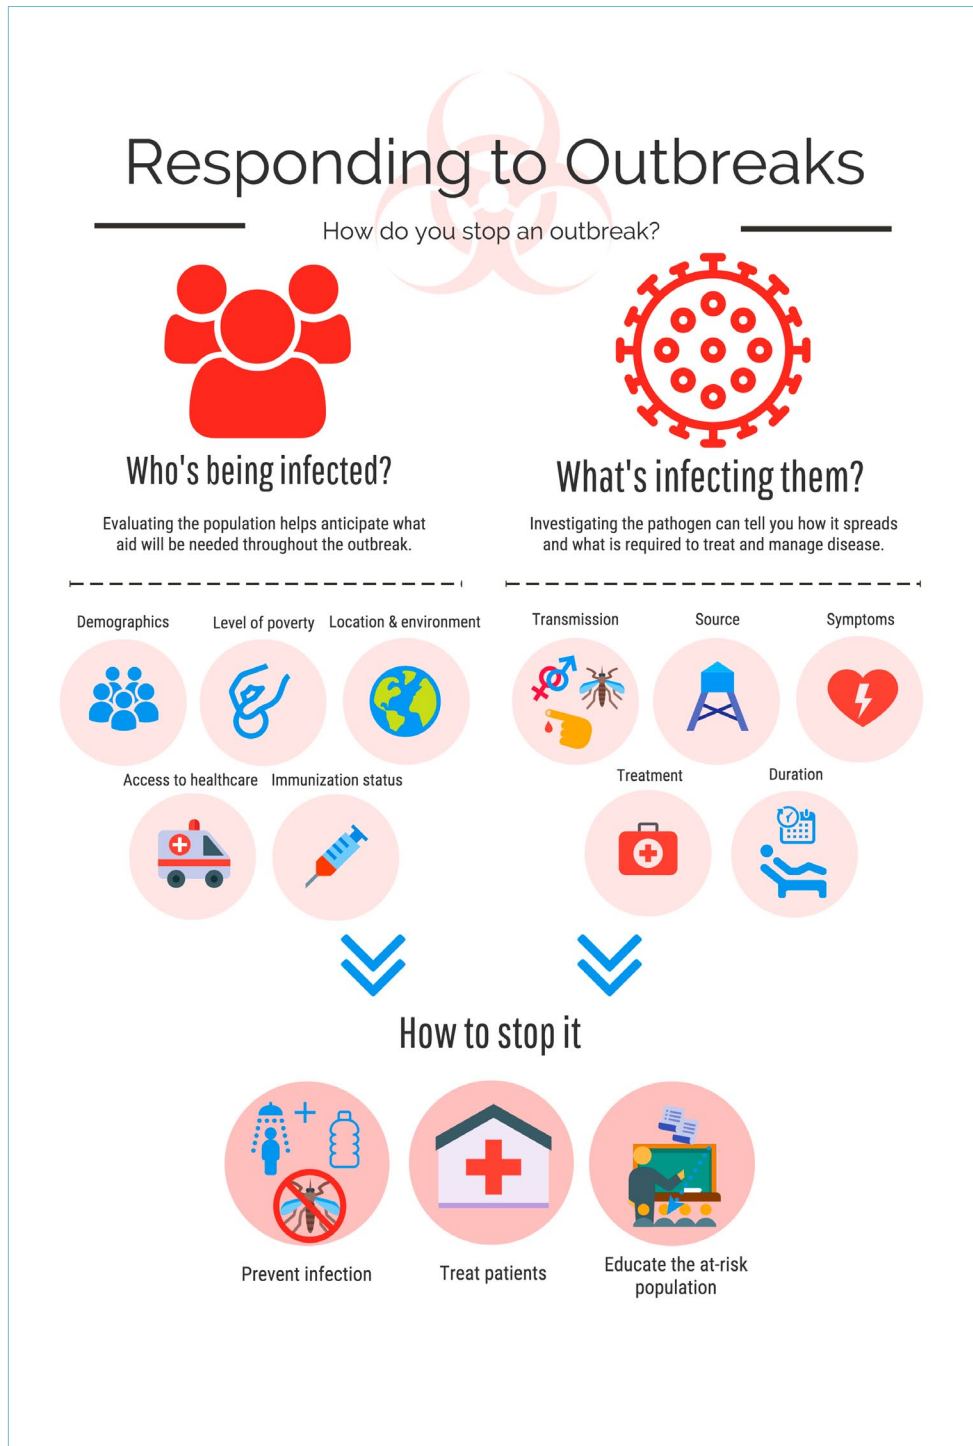 Responding to Outbreaks
How do you stop an outbreak?
Who's being infected?
Evaluating the population helps anticipate what
aid will be needed throughout the outbreak.
Demographics
Level of poverty
Location & environment
Access to healthcare
Immunization status
What's infecting them?
Investigating the pathogen can tell you how it spreads
and what is required to treat and manage disease.
Transmission
Source
Symptoms
Treatment
Duration
How to stop it
Prevent infection
Treat patients
Educate the at-risk
population